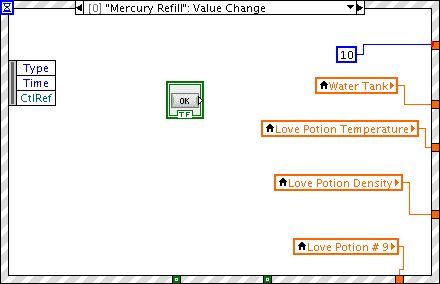 [0] "Mercury Refill": Value Change
Type
Time
CtlRef
OK
TF
10
Water Tank
Love Potion Temperature
Love Potion Density
Love Potion # 9